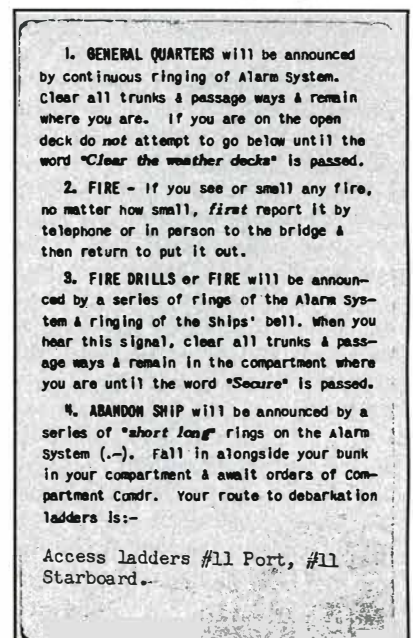 1. GENERAL QUARTERS will be announced
by continuous ringing of Alarm System.
Clear all trunks & passage ways & remain
where you are. If you are on the open
deck do not attempt to go below until the
word "Clear the weather decks" is passed.
2. FIRE - If you see or smell any fire,
no matter how small, first report it by
telephone or in person to the bridge &
then return to put it out.
3. FIRE DRILLS or FIRE will be announ-
ced by a series of rings of the Alarm Sys-
tem & ringing of the Ships' bell. When you
hear this signal, clear all trunks & pass-
age ways & remain in the compartment where
you are until the word "Secure" is passed.
4. ABANDON SHIP will be announced by a
series of "short long" rings on the Alarm
System (.-). Fall in alongside your bunk
in your compartment & await orders of Com-
partment Comdr. Your route to debarkation
ladders is:-
Access ladders #11 Port, #11
Starboard.